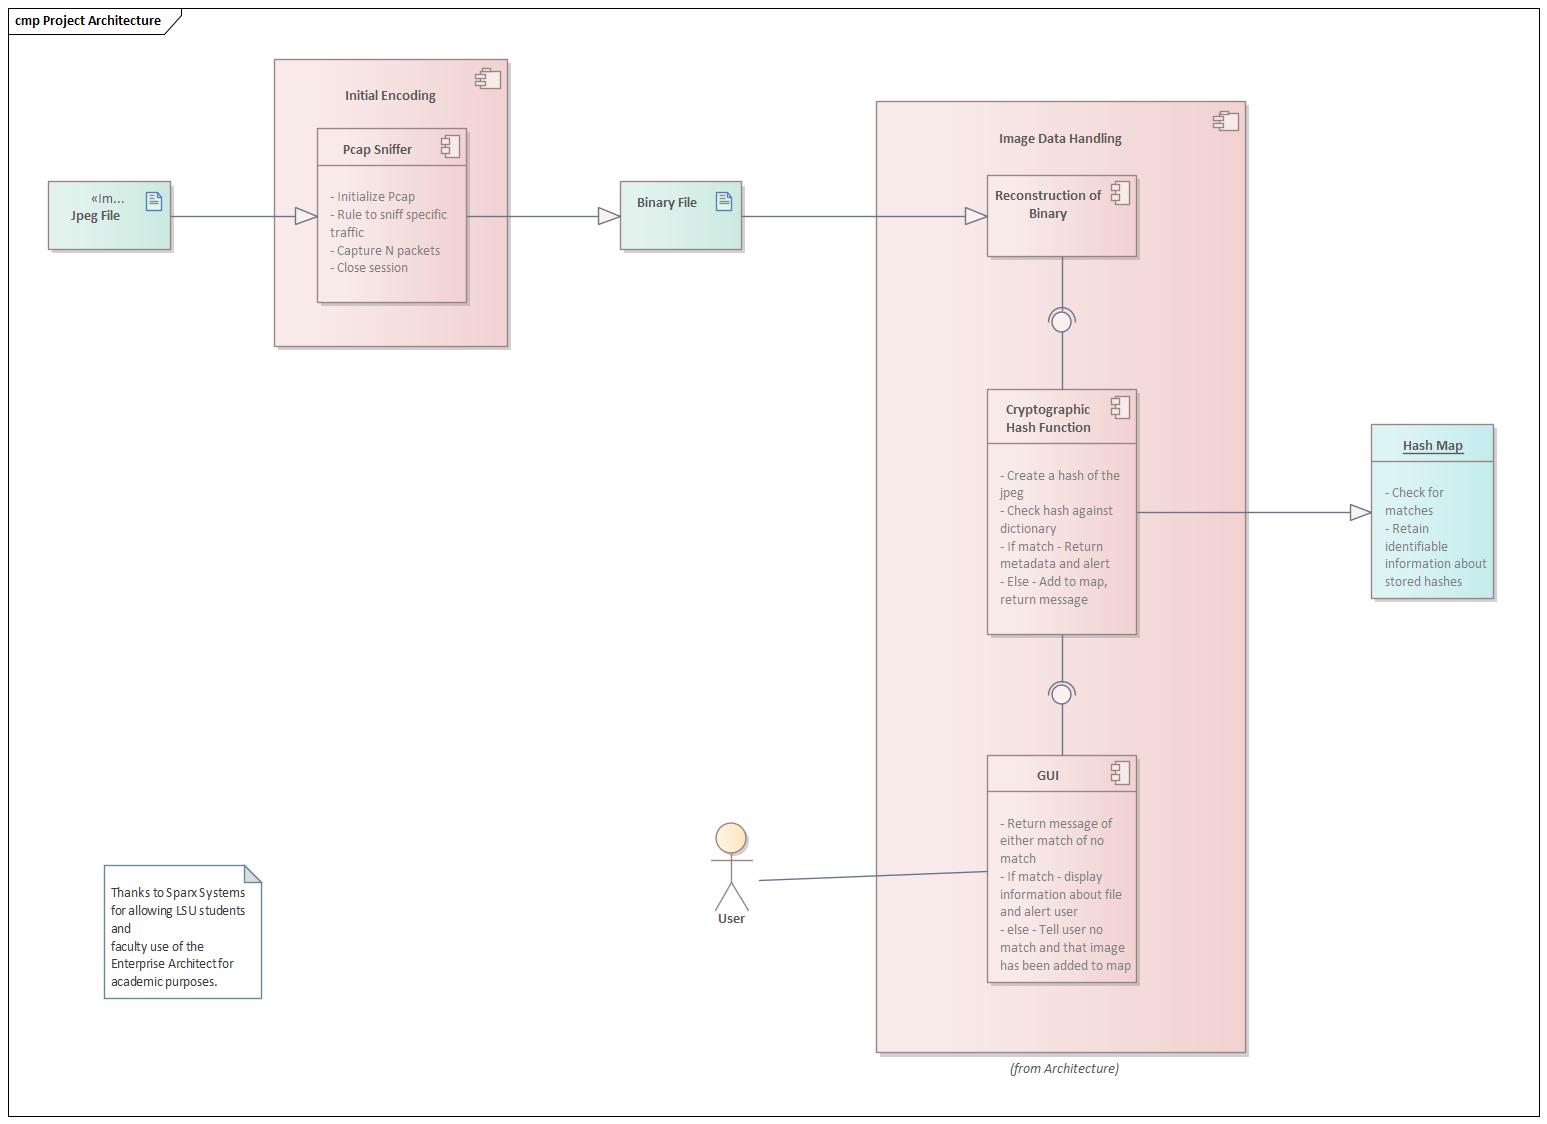 cmp Project Architecture
Initial Encoding
Pcap Sniffer
- Initialize Pcap
- Rule to sniff specific
traffic
- Capture N packets
- Close session
«Im...
Jpeg File
Binary File
Image Data Handling
Reconstruction of
Binary
Cryptographic
Hash Function
- Create a hash of the
jpeg
- Check hash against
dictionary
- If match - Return
metadata and alert
- Else - Add to map,
return message
Hash Map
- Check for
matches
- Retain
identifiable
information about
stored hashes
GUI
- Return message of
either match of no
match
- If match - display
information about file
and alert user
- else - Tell user no
match and that image
has been added to map
User
Thanks to Sparx Systems
for allowing LSU students
and
faculty use of the
Enterprise Architect for
academic purposes.
(from Architecture)